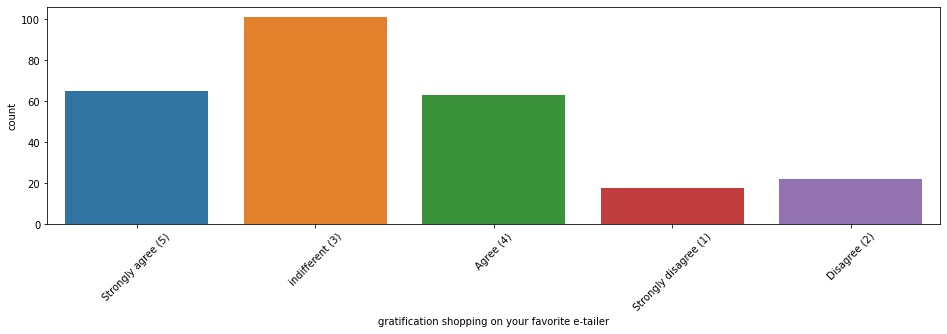 100
80
60
40
20
0
count
Strongly agree (5)
indifferent (3)
Agree (4)
Strongly disagree (1)
Disagree (2)
gratification shopping on your favorite e-tailer